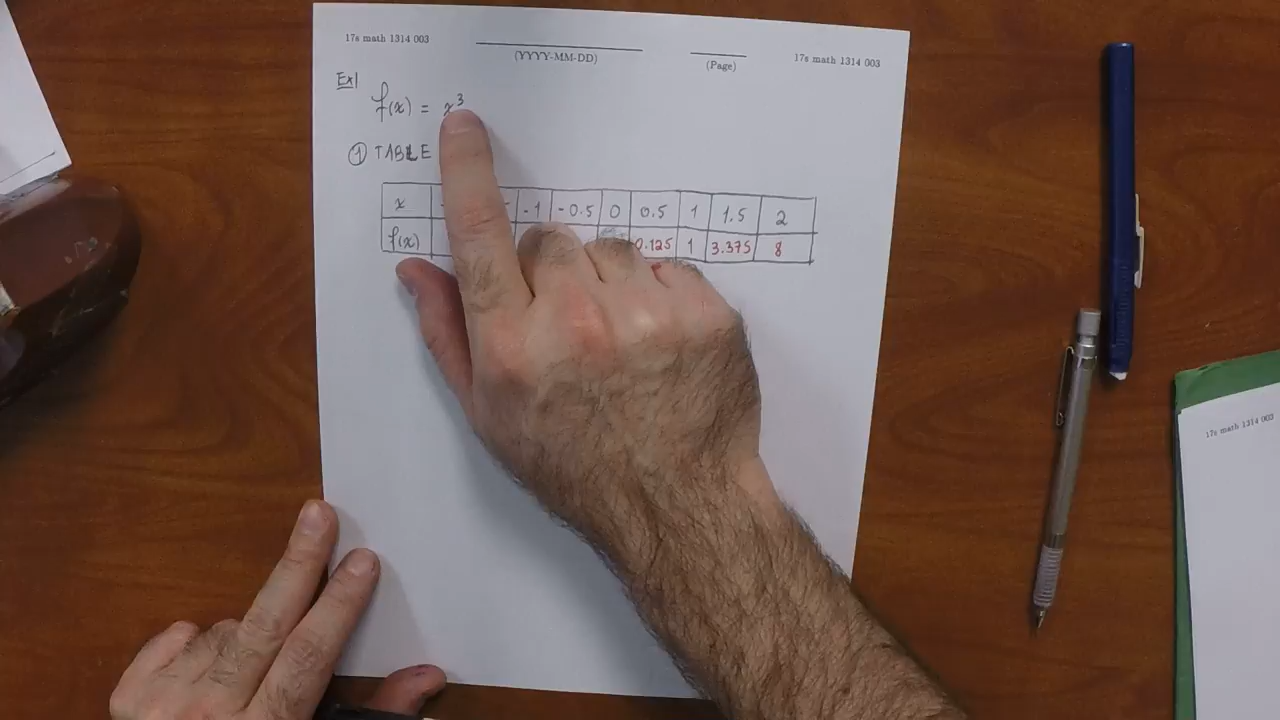 17s math 1314 003 (YYYY-MM-DD) (Page) 17s math 1314 003
Ex1
f(x) = x³
① TABLE
x -1 -0.5 0 0.5 1 1.5 2
f(x) 0.125 1 3.375 8
17s math 1314 003